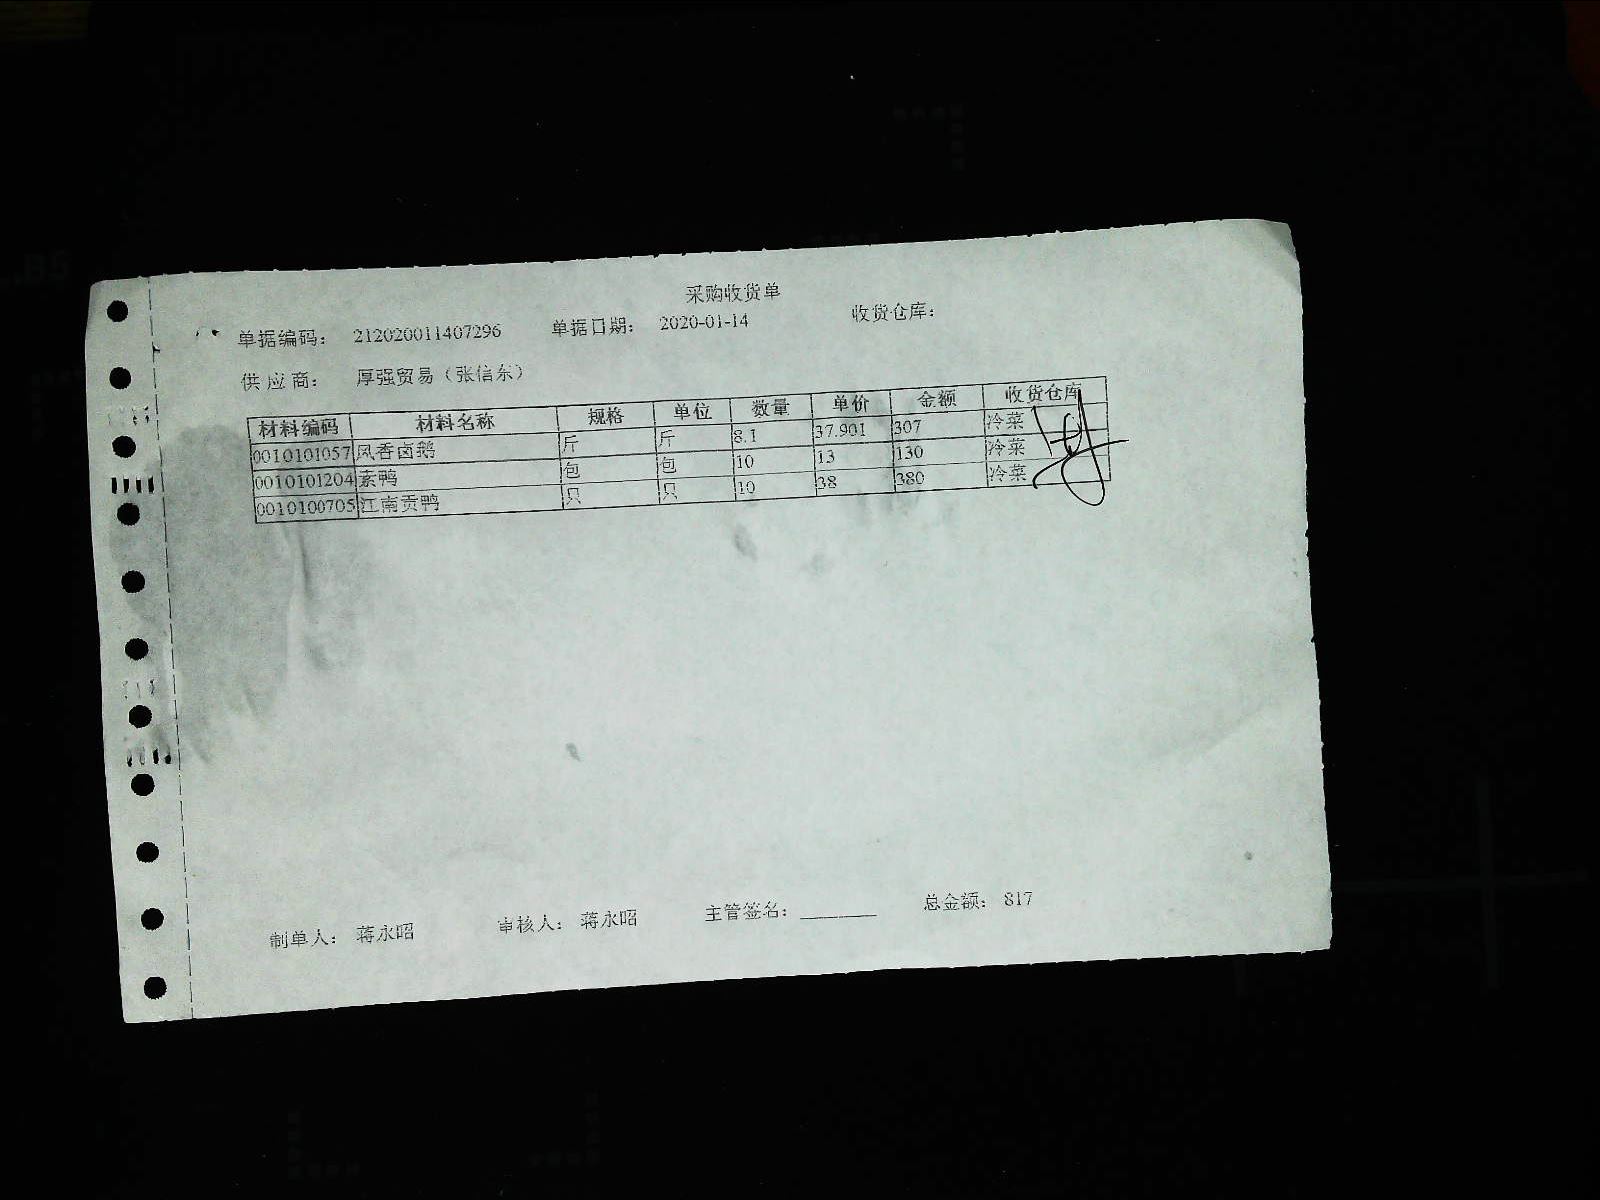 采购收货单
单据编码： 212020011407296 单据日期： 2020-01-14 收货仓库：
供应商： 厚强贸易（张信东）
材料编码 材料名称 规格 单位 数量 单价 金额 收货仓库
0010101057 凤香卤鹅 斤 斤 8.1 37.901 307 冷菜
0010101204 素鸭 包 包 10 13 130 冷菜
0010100705 江南贡鸭 只 只 10 38 380 冷菜
制单人： 蒋永昭 审核人： 蒋永昭 主管签名： 总金额： 817